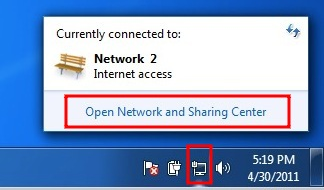 Currently connected to:
Network 2
Internet access
Open Network and Sharing Center
5:19 PM
4/30/2011